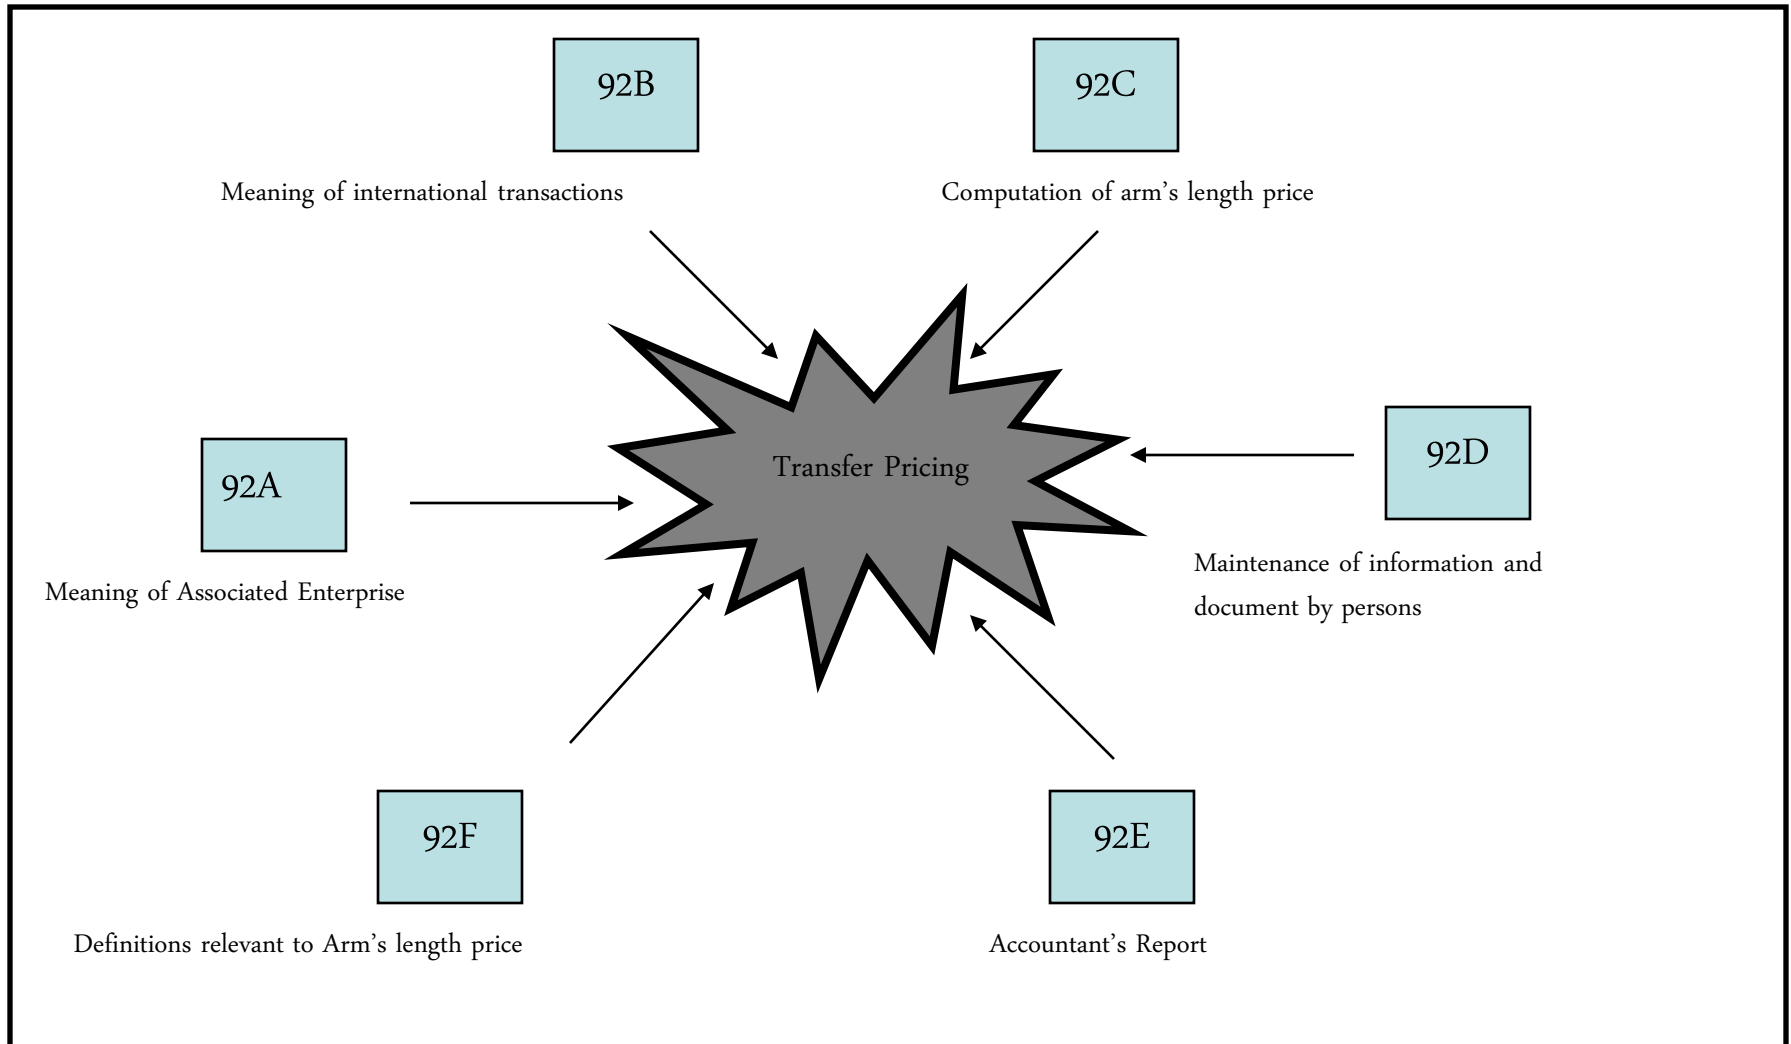 92B
92C
Meaning of international transactions
Computation of arm’s length price
Transfer Pricing
92D
92A
Maintenance of information and
document by persons
Meaning of Associated Enterprise
92F
92E
Definitions relevant to Arm’s length price
Accountant’s Report